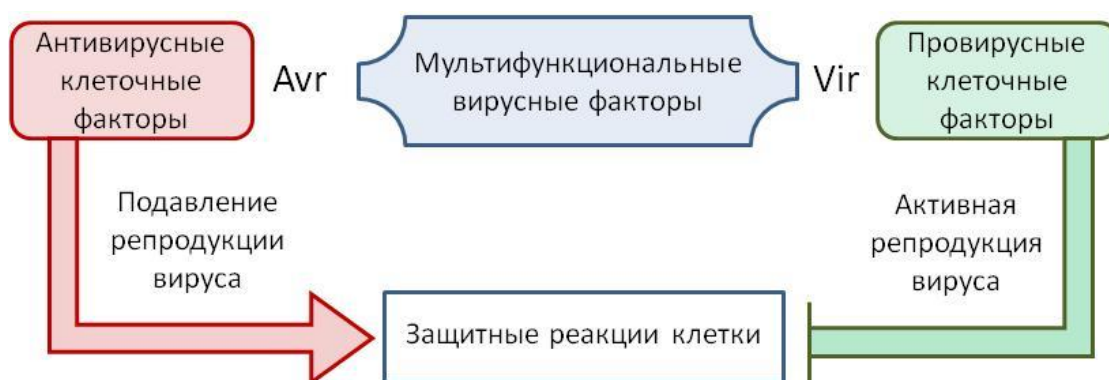 Антивирусные
клеточные
факторы
Avr
Мультифункциональные
вирусные факторы
Vir
Провирусные
клеточные
факторы
Подавление
репродукции
вируса
Активная
репродукция
вируса
Защитные реакции клетки